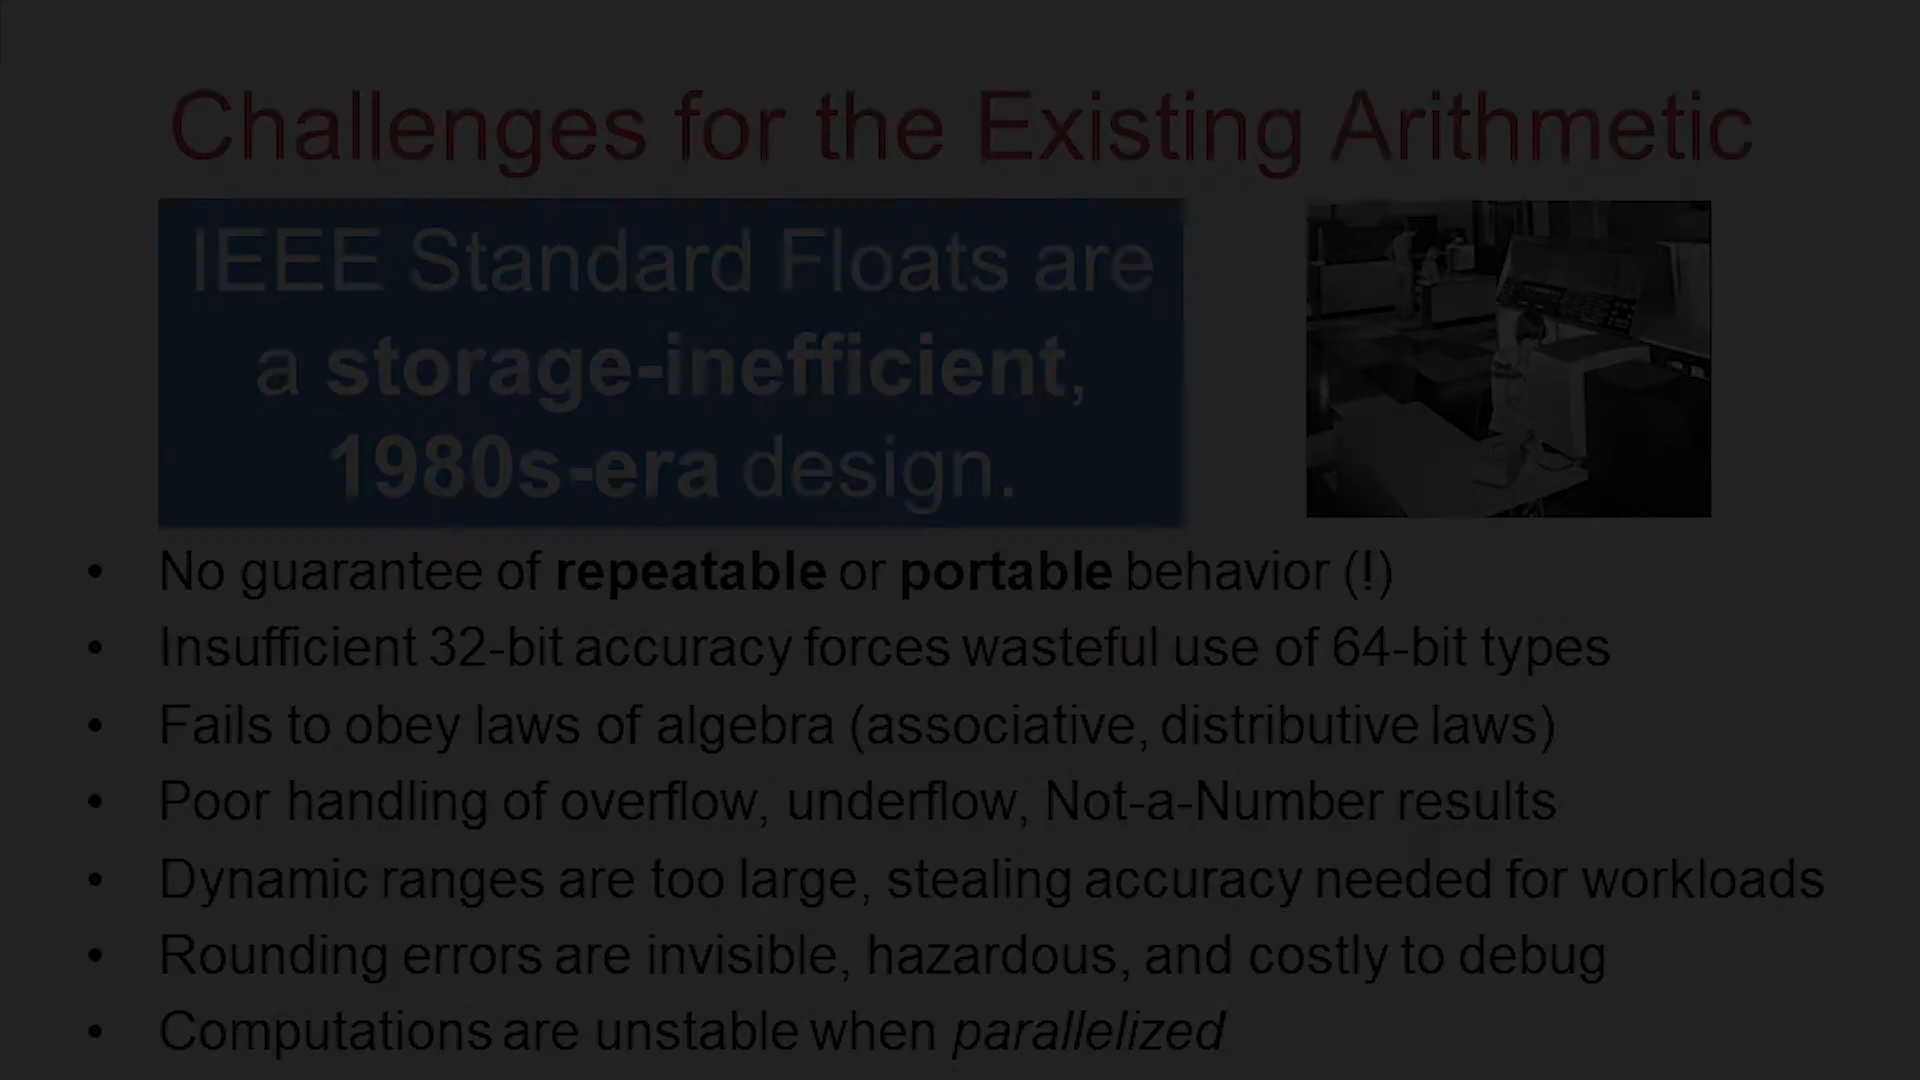 Challenges for the Existing Arithmetic
IEEE Standard Floats are
a storage-inefficient,
1980s-era design.
• No guarantee of repeatable or portable behavior (!)
• Insufficient 32-bit accuracy forces wasteful use of 64-bit types
• Fails to obey laws of algebra (associative, distributive laws)
• Poor handling of overflow, underflow, Not-a-Number results
• Dynamic ranges are too large, stealing accuracy needed for workloads
• Rounding errors are invisible, hazardous, and costly to debug
• Computations are unstable when parallelized